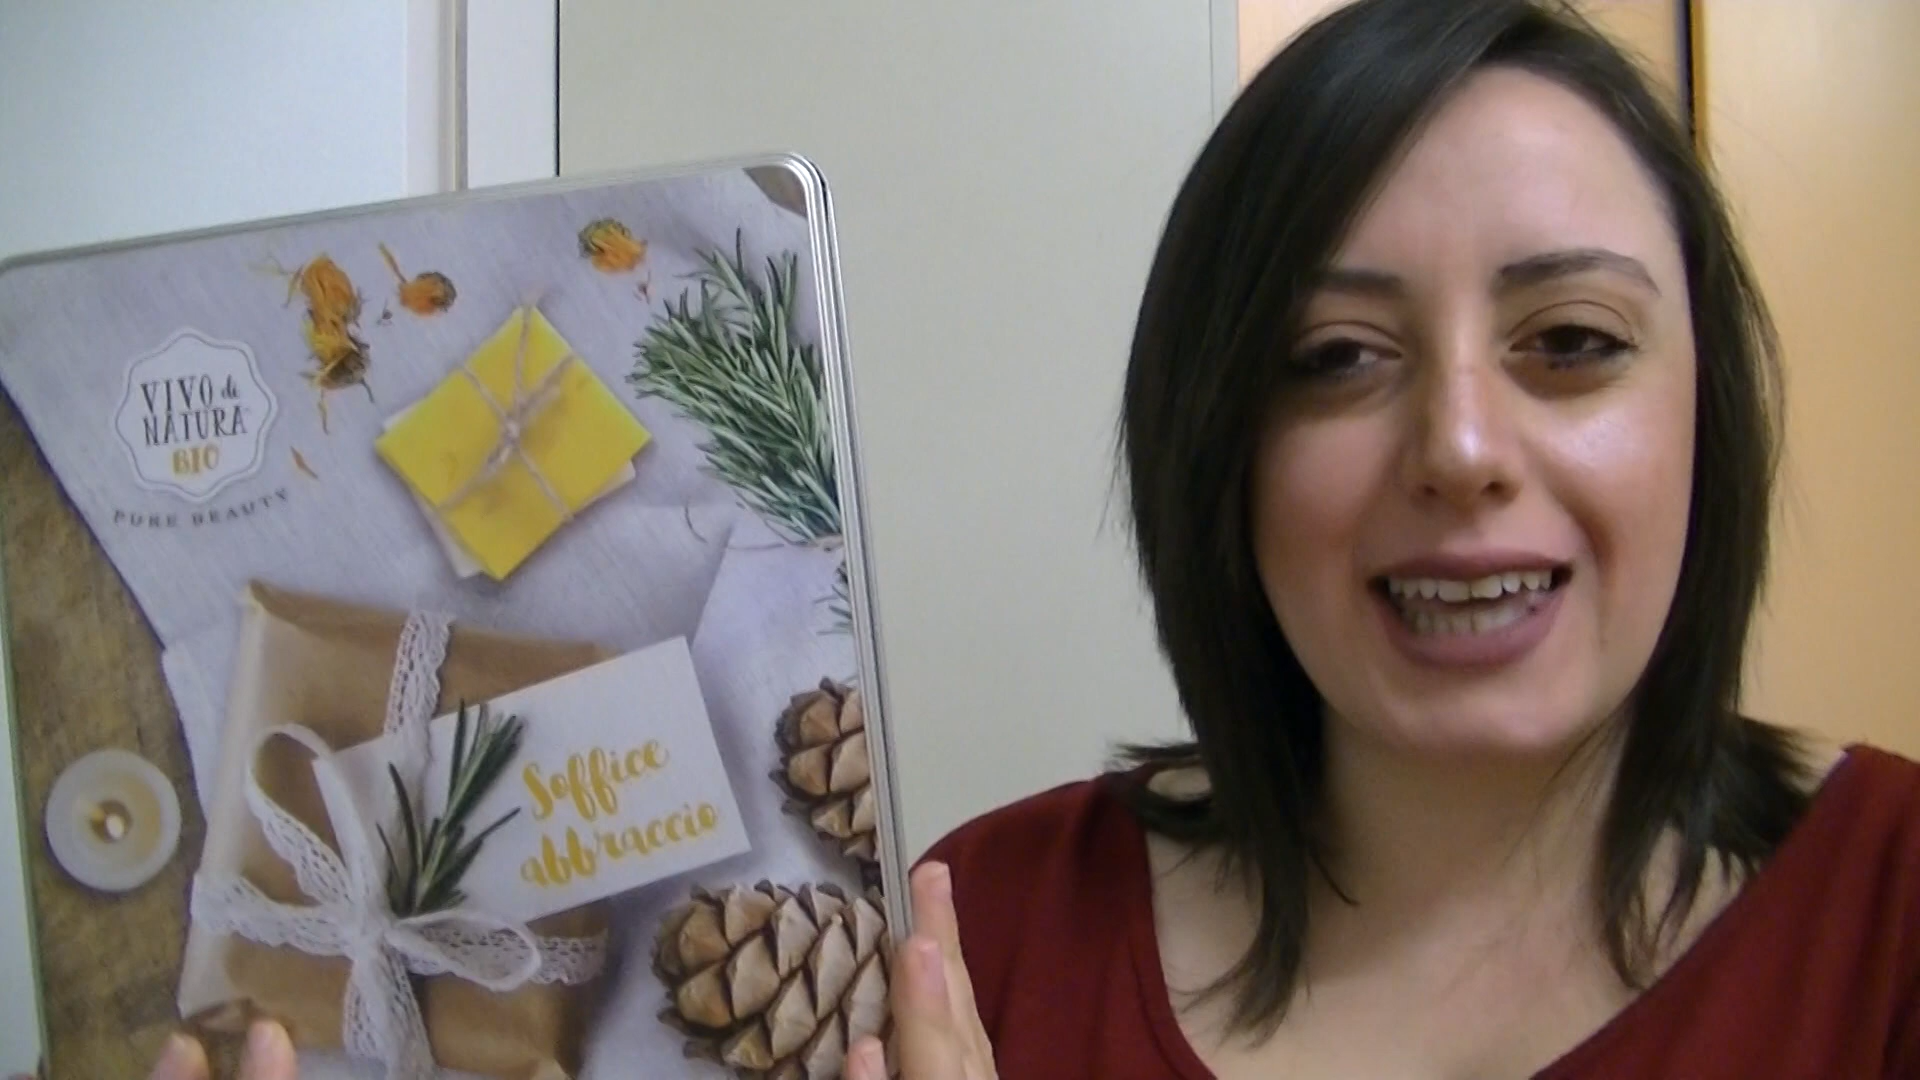 VIVO di
NATURA
BIO
PURE BEAUTY
Soffice
abbraccio